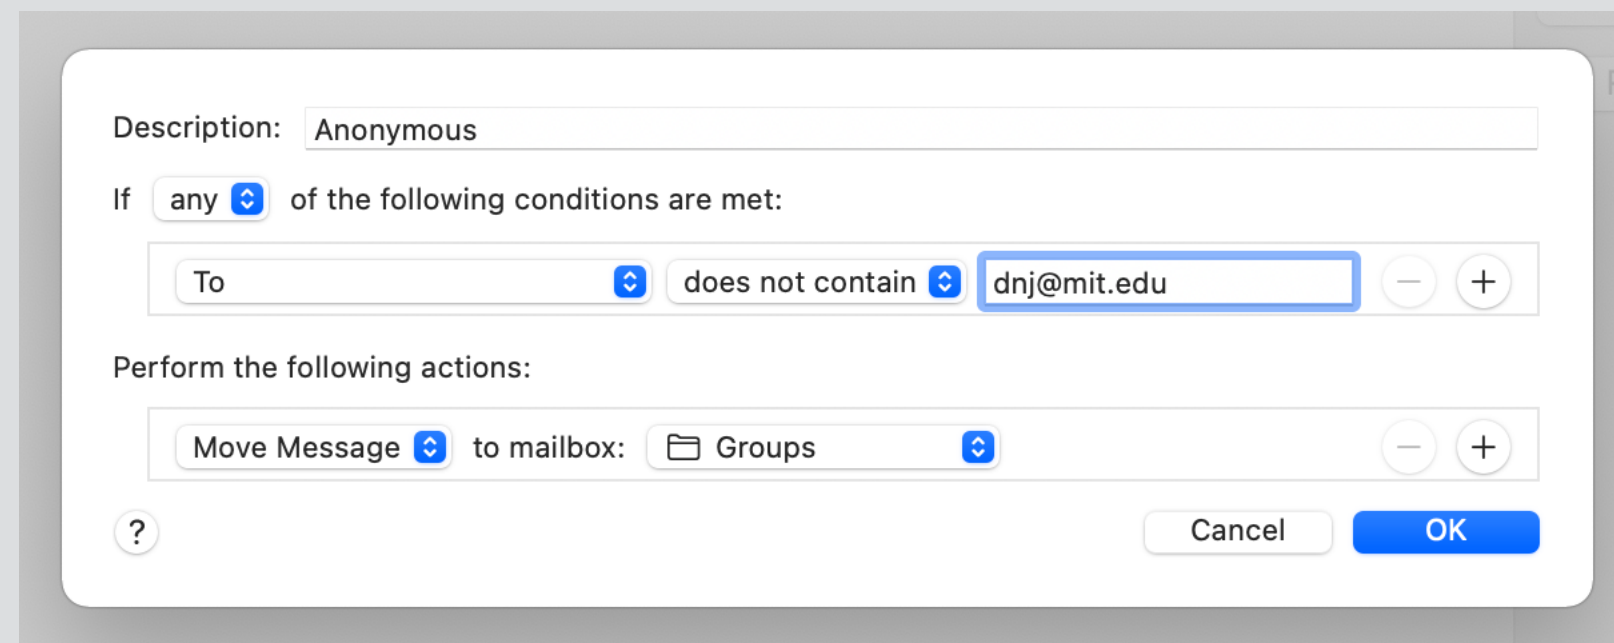 Description: Anonymous
If any of the following conditions are met:
To does not contain dnj@mit.edu − +
Perform the following actions:
Move Message to mailbox: Groups − +
? Cancel OK